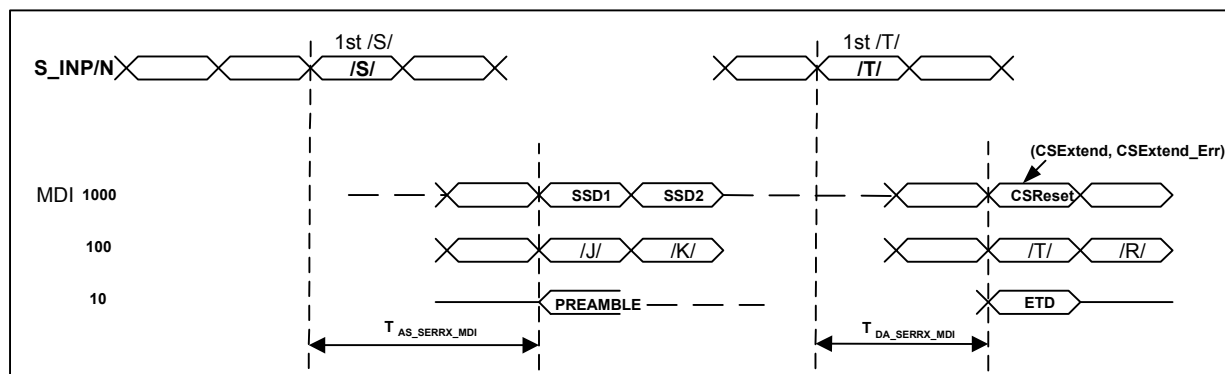 1st /S/ 1st /T/
S_INP/N /S/ /T/
(CSExtend, CSExtend_Err)
MDI 1000 SSD1 SSD2 CSReset
100 /J/ /K/ /T/ /R/
10 PREAMBLE ETD
T AS_SERRX_MDI T DA_SERRX_MDI